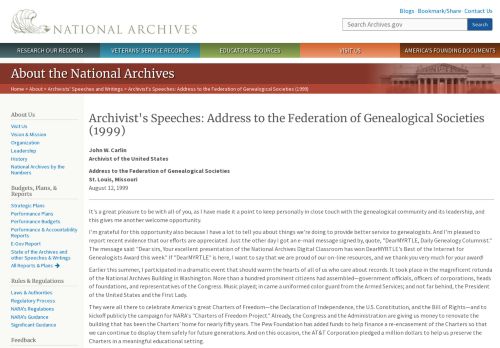 Blogs · Bookmark/Share · Contact Us
NATIONAL ARCHIVES
Search Archives.gov
Search
RESEARCH OUR RECORDS
VETERANS' SERVICE RECORDS
EDUCATOR RESOURCES
VISIT US
AMERICA'S FOUNDING DOCUMENTS
About the National Archives
Home > About > Archivists' Speeches and Writings > Archivist's Speeches: Address to the Federation of Genealogical Societies (1999)
About Us
Visit Us
Vision & Mission
Organization
Leadership
History
National Archives by the
Numbers
Budgets, Plans, &
Reports
Strategic Plans
Performance Plans
Performance Budgets
Performance & Accountability
Reports
E-Gov Report
State of the Archives and
other Speeches & Writings
All Reports & Plans
Rules & Regulations
Laws & Authorities
Regulatory Process
NARA's Regulations
NARA's Guidance
Significant Guidance
Feedback
Archivist's Speeches: Address to the Federation of Genealogical Societies
(1999)
John W. Carlin
Archivist of the United States
Address to the Federation of Genealogical Societies
St. Louis, Missouri
August 12, 1999
It's a great pleasure to be with all of you, as I have made it a point to keep personally in close touch with the genealogical community and its leadership, and
this gives me another welcome opportunity.
I'm grateful for this opportunity also because I have a lot to tell you about things we're doing to provide better service to genealogists. And I'm pleased to
report recent evidence that our efforts are appreciated. Just the other day I got an e-mail message signed by, quote, "DearMYRTLE, Daily Genealogy Columnist."
The message said "Dear sirs, Your excellent presentation of the National Archives Digital Classroom has won DearMYRTLE's Best of the Internet for
Genealogists Award this week." If "DearMYRTLE" is here, I want to say that we are proud of our on-line resources, and we thank you very much for your award!
Earlier this summer, I participated in a dramatic event that should warm the hearts of all of us who care about records. It took place in the magnificent rotunda
of the National Archives Building in Washington. More than a hundred prominent citizens had assembled—government officials, officers of corporations, heads
of foundations, and representatives of the Congress. Music played; in came a uniformed color guard from the Armed Services; and not far behind, the President
of the United States and the First Lady.
They were all there to celebrate America's great Charters of Freedom—the Declaration of Independence, the U.S. Constitution, and the Bill of Rights—and to
kickoff publicly the campaign for NARA's "Charters of Freedom Project." Already, the Congress and the Administration are giving us money to renovate the
building that has been the Charters' home for nearly fifty years. The Pew Foundation has added funds to help finance a re-encasement of the Charters so that
we can continue to display them safely for future generations. And on this occasion, the AT&T Corporation pledged a million dollars to help us preserve the
Charters in a meaningful educational setting.